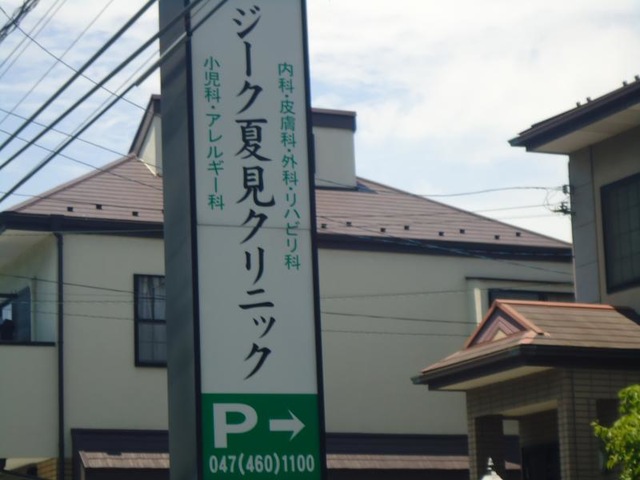 内科・皮膚科・外科・リハビリ科
ジーク夏見クリニック
小児科・アレルギー科
P→
047(460)1100